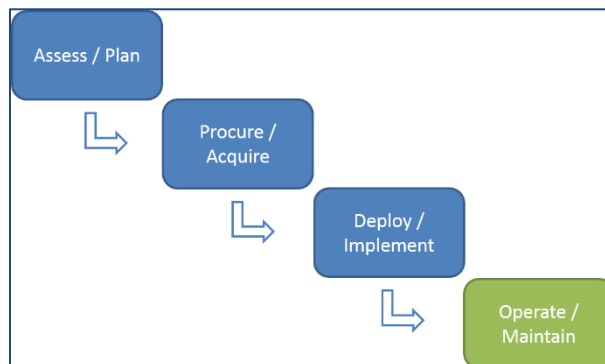 Assess / Plan
Procure /
Acquire
Deploy /
Implement
Operate /
Maintain